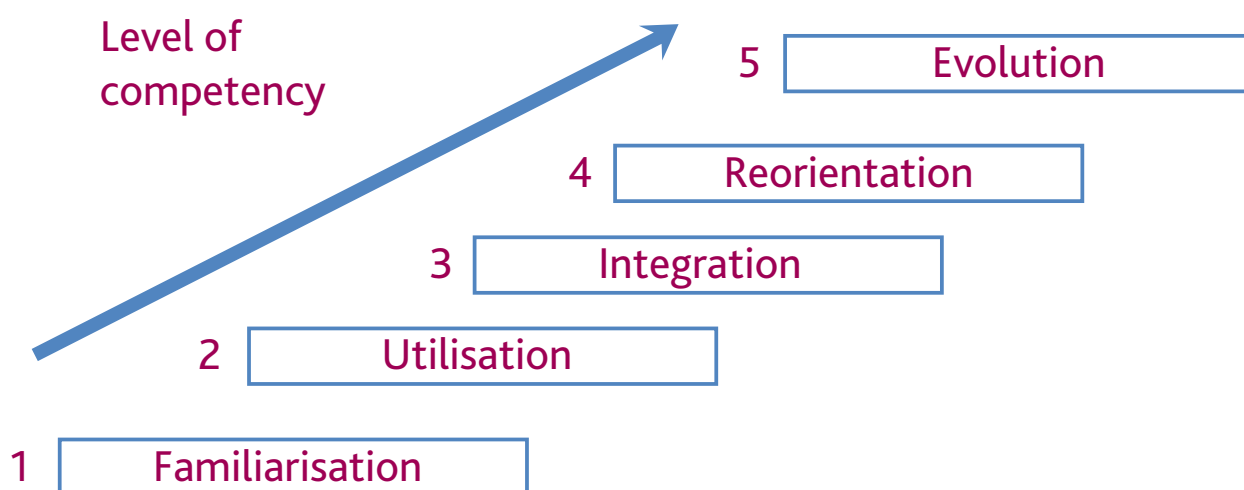 Level of
competency
5 Evolution
4 Reorientation
3 Integration
2 Utilisation
1 Familiarisation